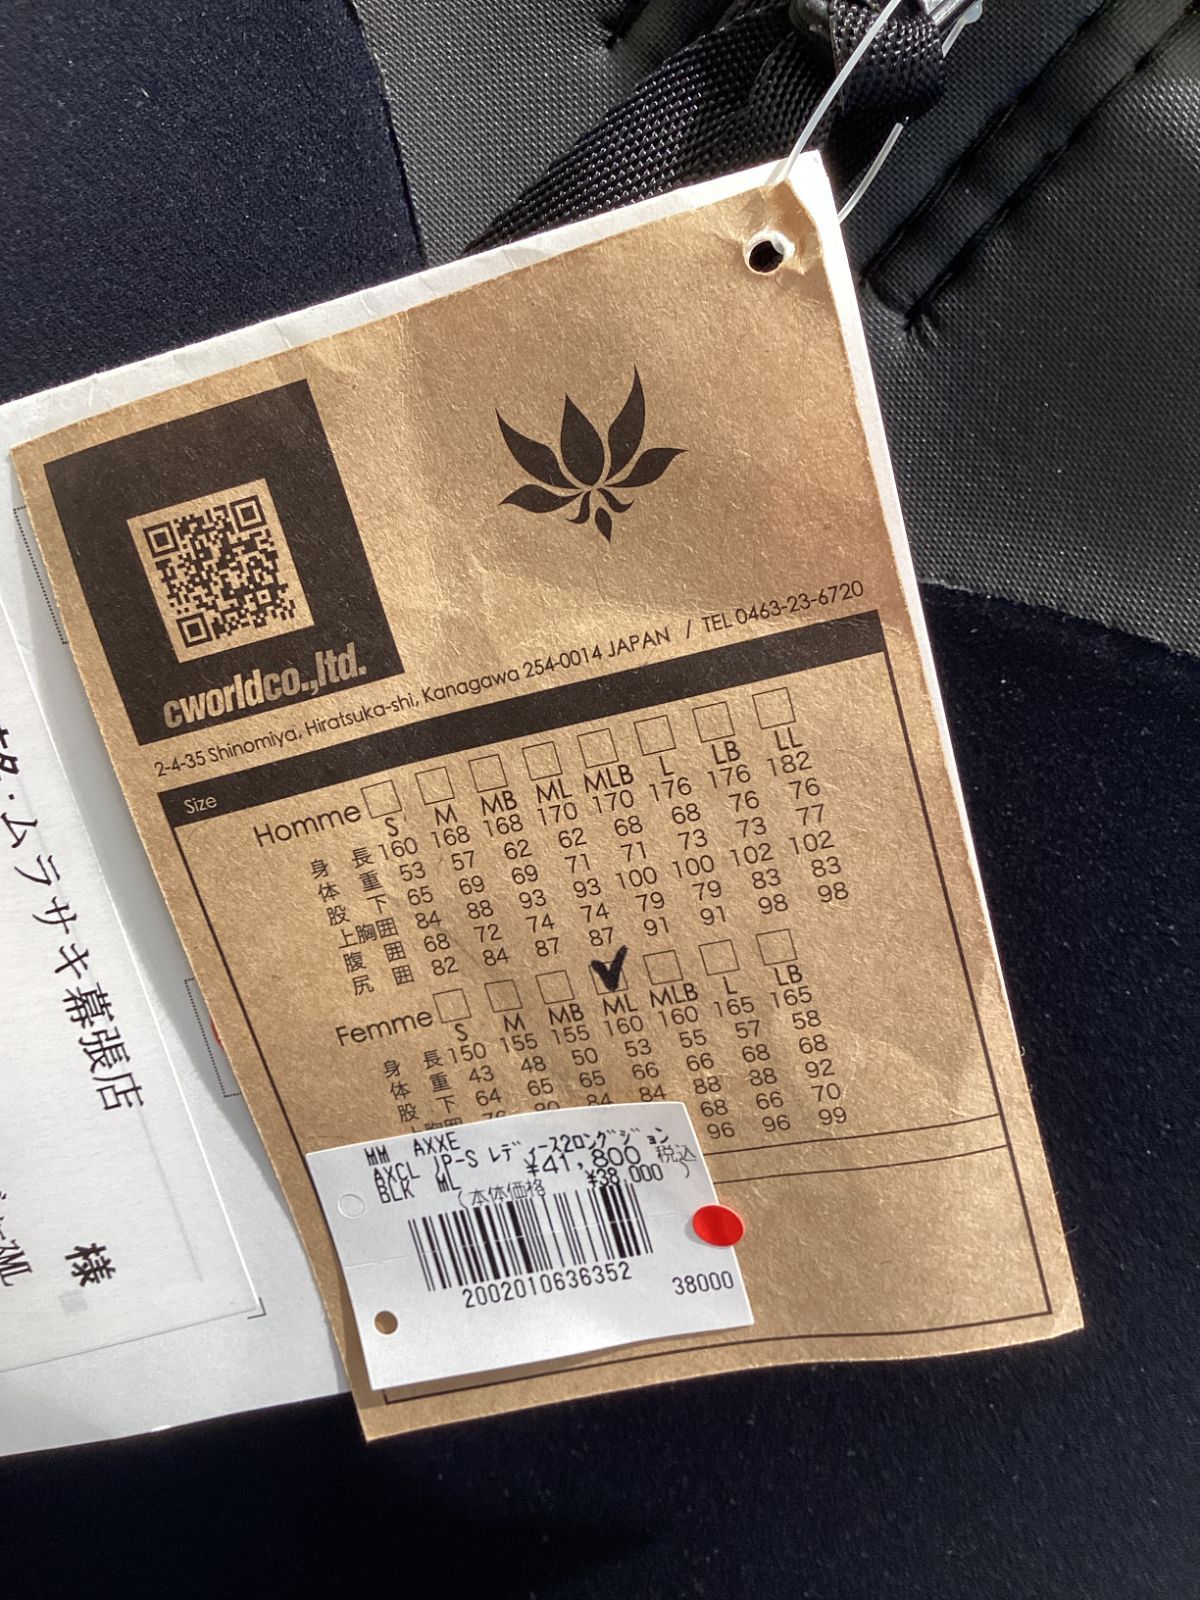 cworldco.,ltd.
2-4-35 Shinomiya, Hiratsuka-shi, Kanagawa 254-0014 JAPAN / TEL 0463-23-6720
Size
Homme S M MB ML MLB L LB LL
身長 160 168 168 170 170 176 176 182
体重 53 57 62 62 68 68 76 76
股下 65 69 69 71 71 73 73 77
上胸囲 84 88 93 93 100 100 102 102
腹囲 68 72 74 74 79 79 83 83
尻囲 82 84 87 87 91 91 98 98
Femme S M MB ML MLB L LB
身長 150 155 155 160 160 165 165
体重 43 48 50 53 55 57 58
股下 64 65 65 66 66 68 68
上胸囲 76 80 84 84 88 88 92
68 66 70
96 96 99
MM AXXE
AXCL JP-S レディース2ロングジョン
BLK ML ¥41,800 税込
(本体価格 ¥38,000 )
2002010636352
38000
ムラサキ幕張店
様
ML